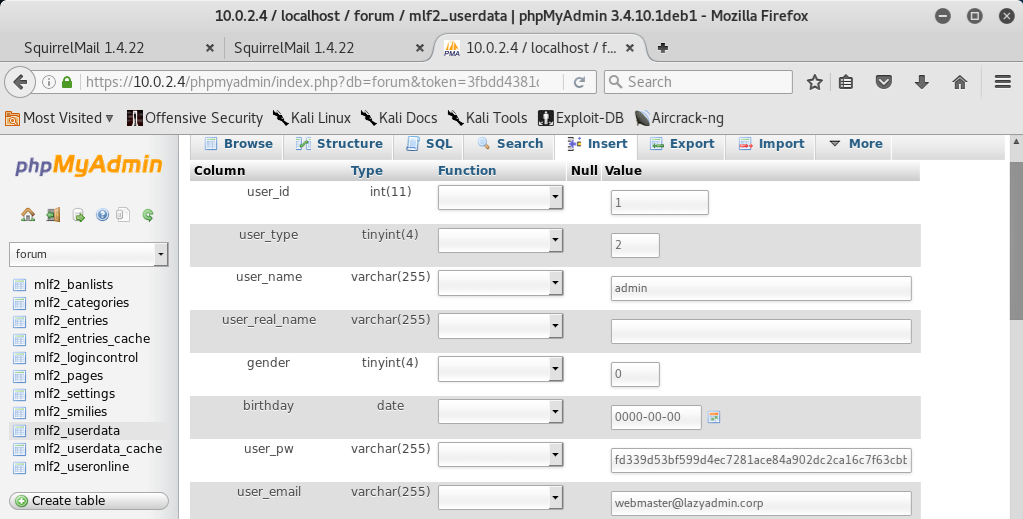 10.0.2.4 / localhost / forum / mlf2_userdata | phpMyAdmin 3.4.10.1deb1 - Mozilla Firefox
SquirrelMail 1.4.22 × SquirrelMail 1.4.22 × PMA 10.0.2.4 / localhost / f... ×
https://10.0.2.4/phpmyadmin/index.php?db=forum&token=3fbdd4381c Search
Most Visited Offensive Security Kali Linux Kali Docs Kali Tools Exploit-DB Aircrack-ng
phpMyAdmin
forum
mlf2_banlists
mlf2_categories
mlf2_entries
mlf2_entries_cache
mlf2_logincontrol
mlf2_pages
mlf2_settings
mlf2_smilies
mlf2_userdata
mlf2_userdata_cache
mlf2_useronline
Create table
Browse Structure SQL Search Insert Export Import More
Column Type Function Null Value
user_id int(11) 1
user_type tinyint(4) 2
user_name varchar(255) admin
user_real_name varchar(255)
gender tinyint(4) 0
birthday date 0000-00-00
user_pw varchar(255) fd339d53bf599d4ec7281ace84a902dc2ca16c7f63cbb
user_email varchar(255) webmaster@lazyadmin.corp